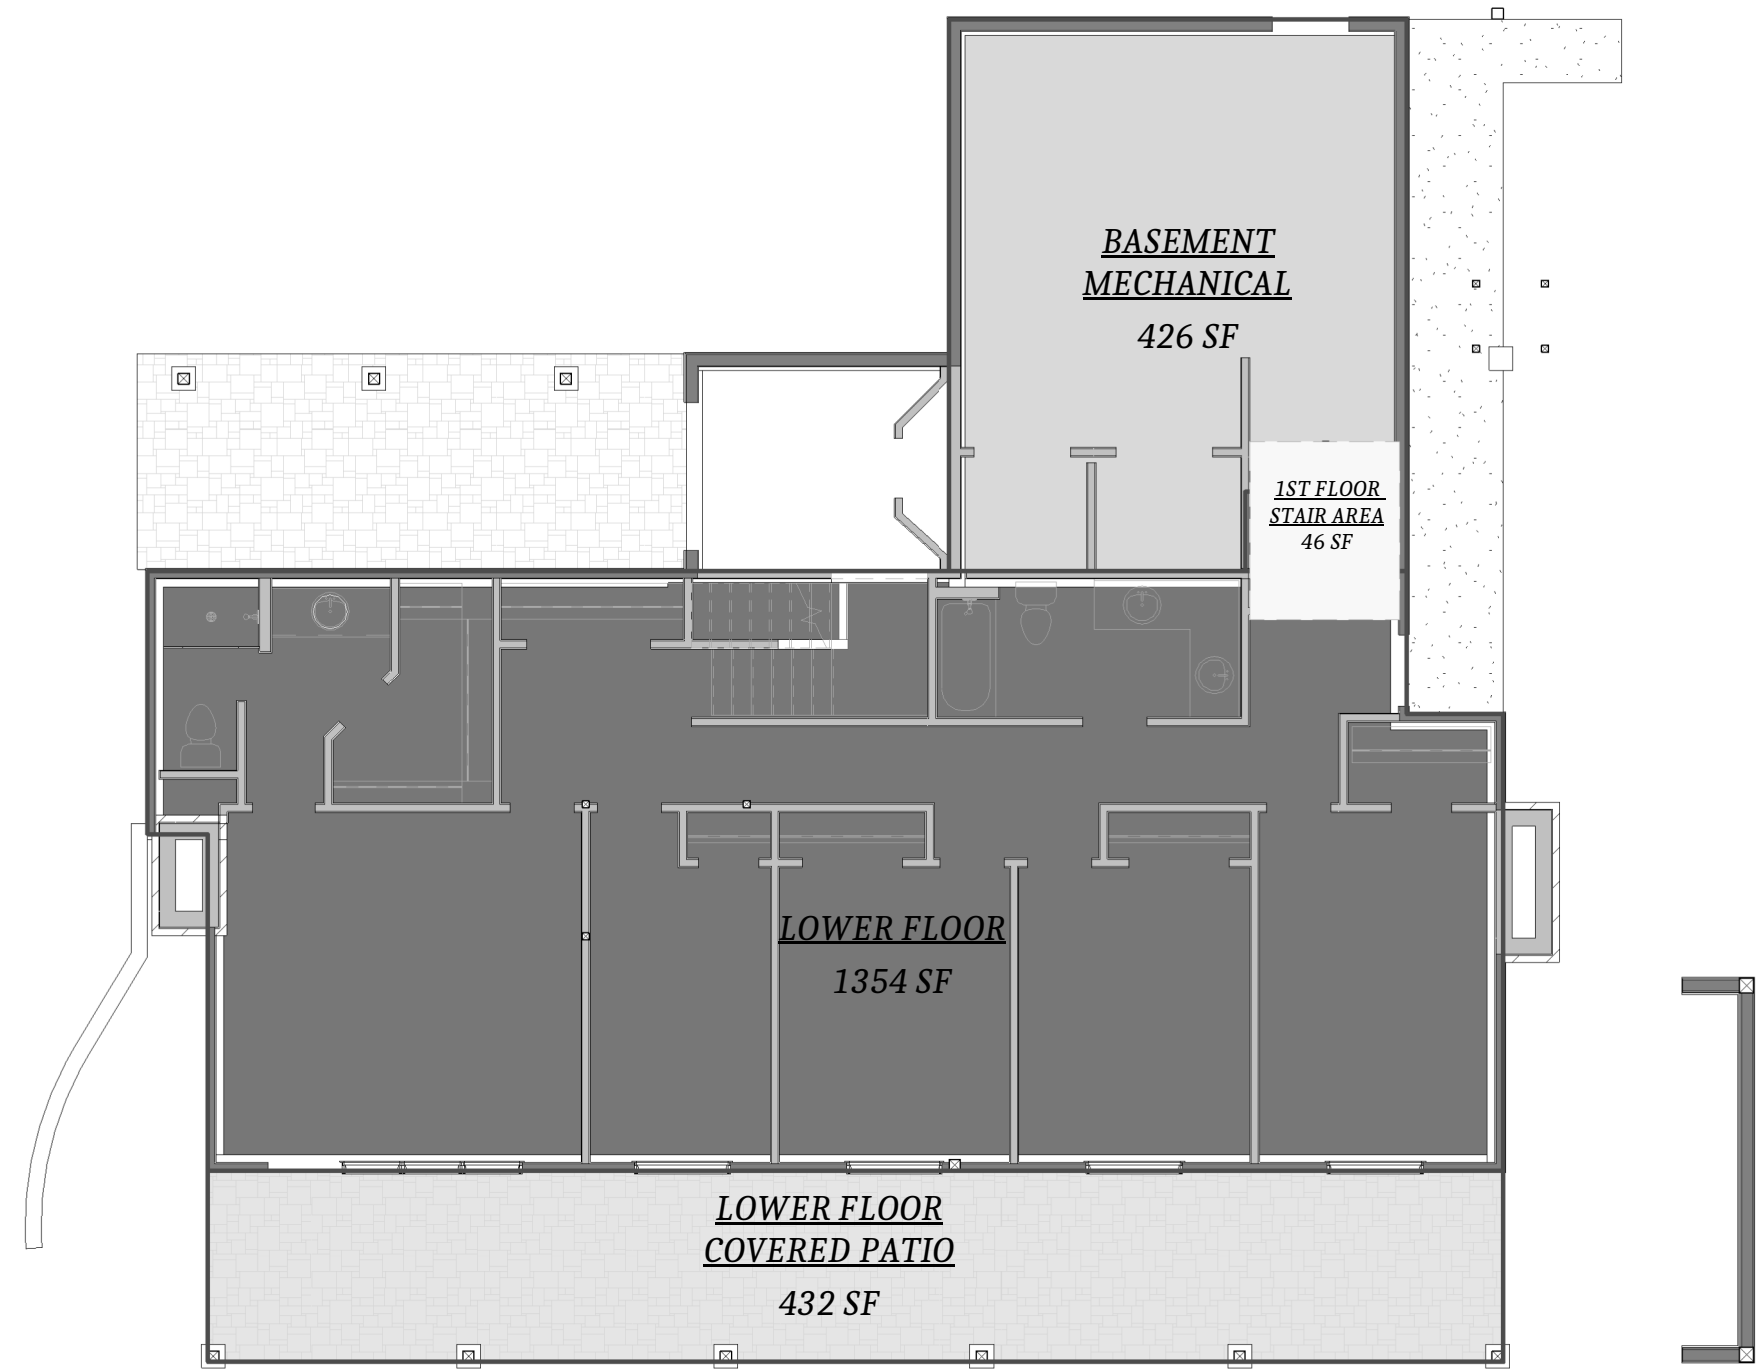 BASEMENT
MECHANICAL
426 SF
1ST FLOOR
STAIR AREA
46 SF
LOWER FLOOR
1354 SF
LOWER FLOOR
COVERED PATIO
432 SF